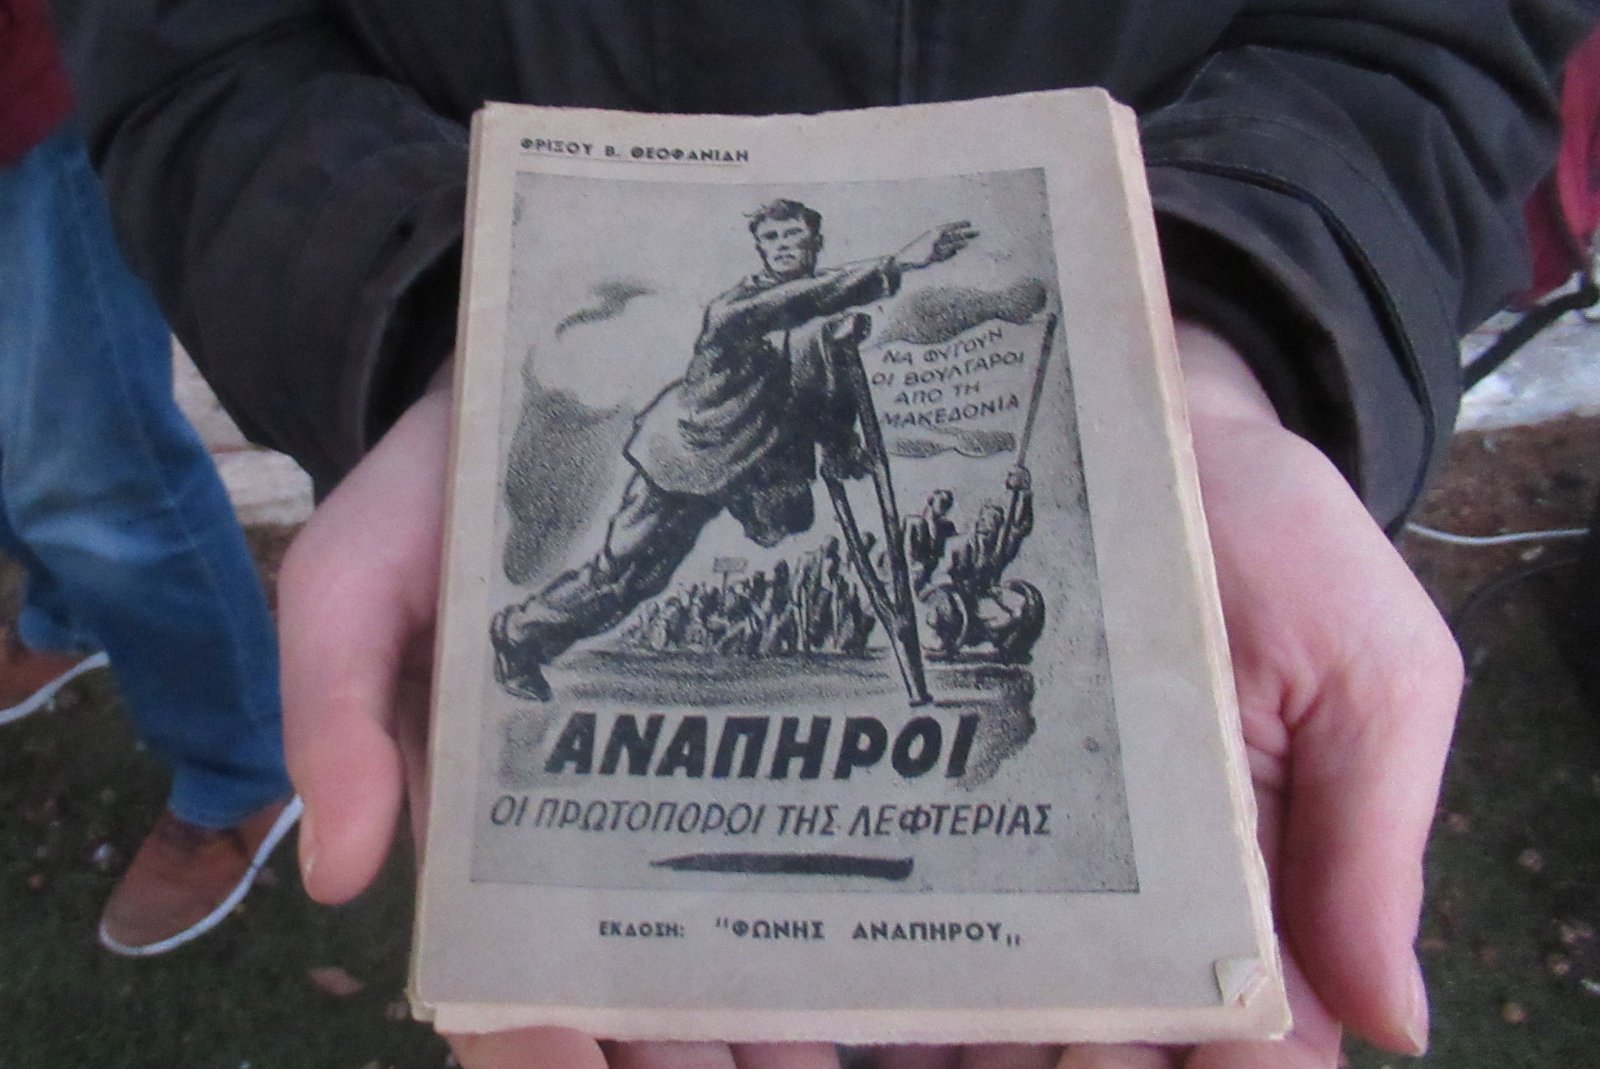 ΦΡΙΞΟΥ Β. ΘΕΟΦΑΝΙΔΗ
ΝΑ ΦΥΓΟΥΝ
ΟΙ ΒΟΥΛΓΑΡΟΙ
ΑΠΟ ΤΗ
ΜΑΚΕΔΟΝΙΑ
ΑΝΑΠΗΡΟΙ
ΟΙ ΠΡΩΤΟΠΟΡΟΙ ΤΗΣ ΛΕΦΤΕΡΙΑΣ
ΕΚΔΟΣΗ: "ΦΩΝΗΣ ΑΝΑΠΗΡΟΥ„